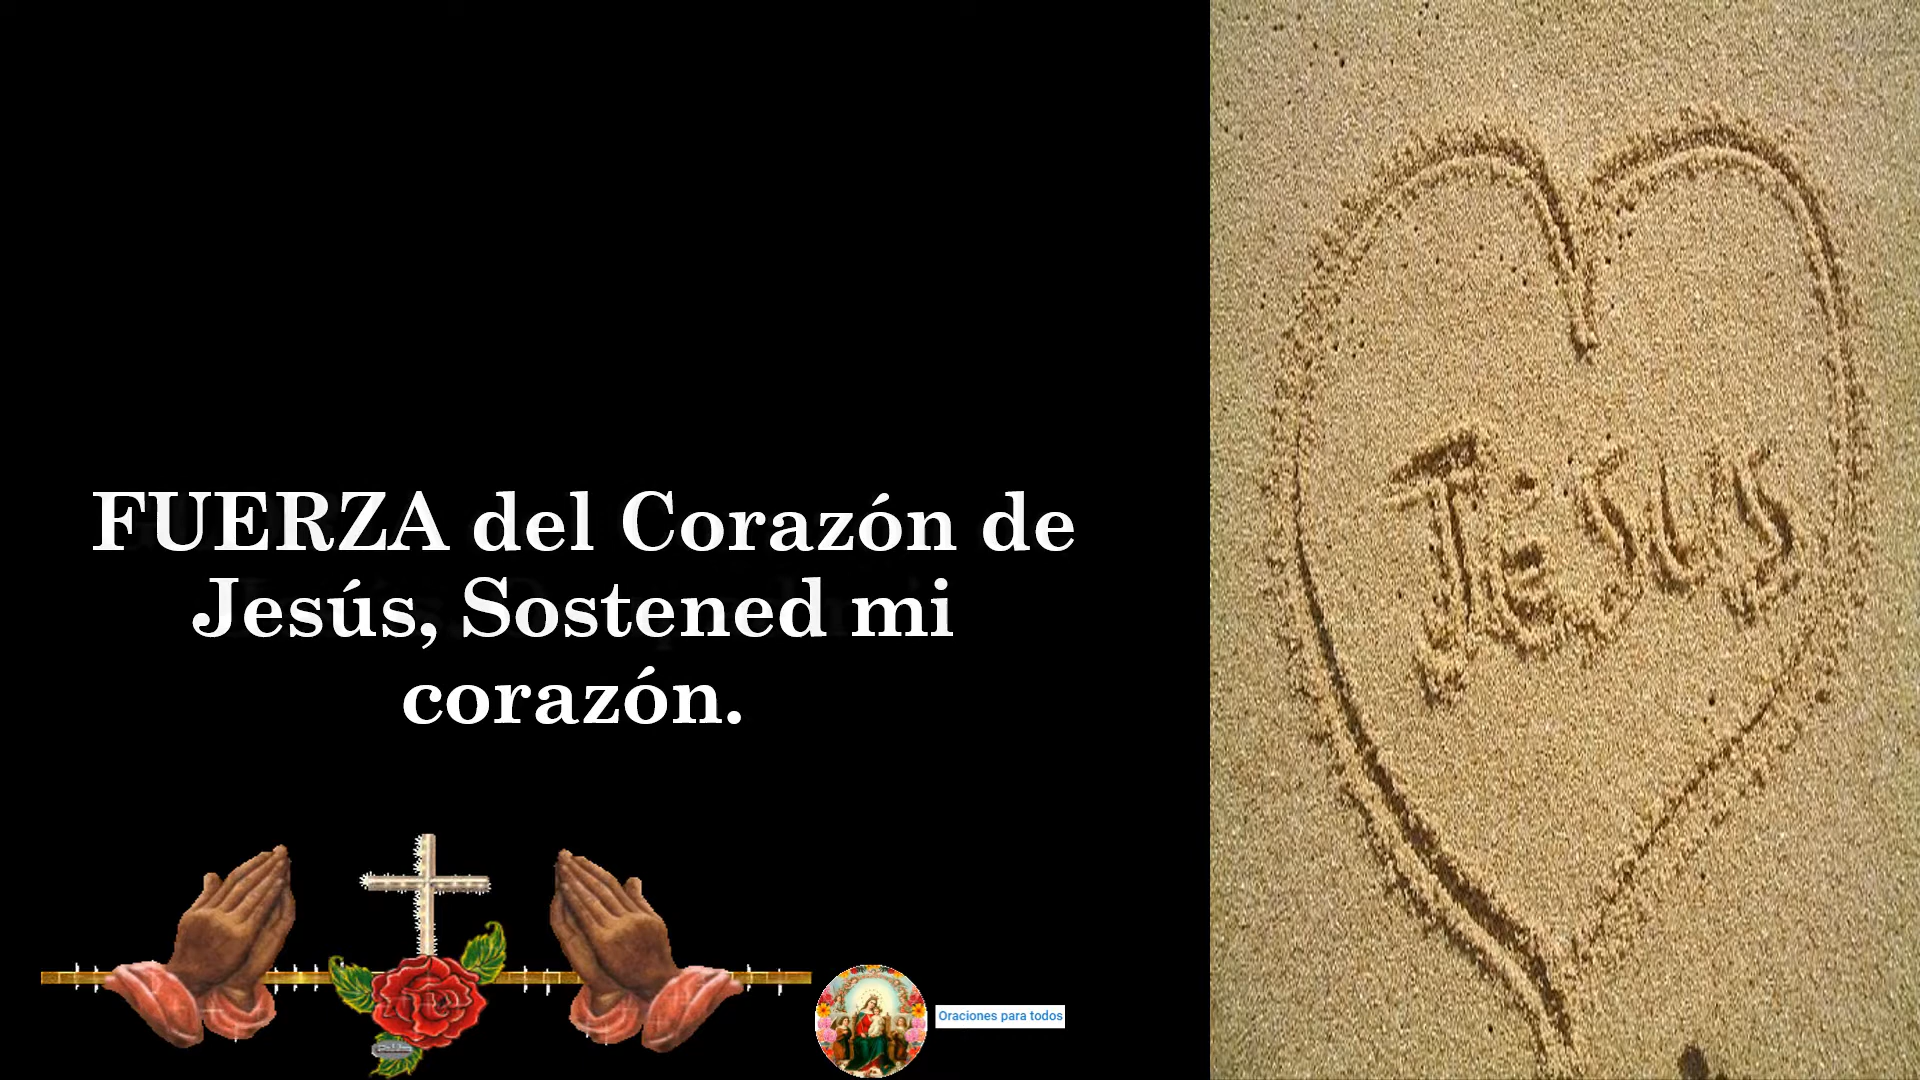 FUERZA del Corazón de
Jesús, Sostened mi
corazón.
Oraciones para todos
Jesus